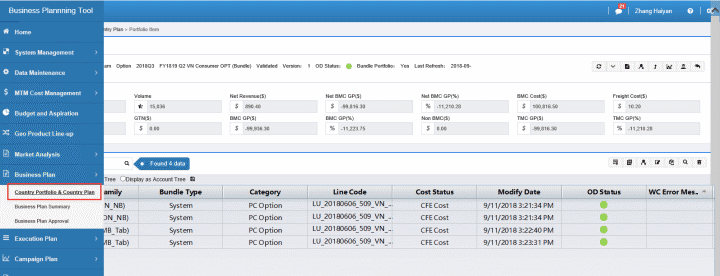 Business Plannning Tool
21
Zhang Haiyan
Home
System Management
Data Maintenance
MTM Cost Management
Budget and Aspiration
Geo Product Line-up
Market Analysis
Business Plan
Country Portfolio & Country Plan
Business Plan Summary
Business Plan Approval
Execution Plan
Campaign Plan
ntry Plan > Portfolio Item
am Option 2018Q3 FY1819 Q2 VN Consumer OPT (Bundle) Validated Version: 1 OD Status: Bundle Portfolio: Yes Last Refresh: 2018-09-
Volume Net Revenue($) Net BMC GP($) Net BMC GP(%) BMC Cost($) Freight Cost($)
15,036 $ 890.40 $ -99,816.30 % -11,210.28 $ 100,816.50 $ 10.20
GTN($) BMC GP($) BMC GP(%) Non BMC($) TMC GP($) TMC GP(%)
$ 0.00 $ -99,936.30 % -11,223.75 $ 0.00 $ -99,816.30 % -11,210.28
Found 4 data
Tree Display as Account Tree
amily Bundle Type Category Line Code Cost Status Modify Date OD Status WC Error Mes..
ON_NB) System PC Option LU_20180606_509_VN_... CFE Cost 9/11/2018 3:21:34 PM
ON_NB) System PC Option LU_20180606_509_VN_... CFE Cost 9/11/2018 3:21:34 PM
MB_Tab) System PC Option LU_20180606_509_VN_... CFE Cost 9/11/2018 3:22:40 PM
MB_Tab) System PC Option LU_20180606_509_VN_... CFE Cost 9/11/2018 3:23:31 PM